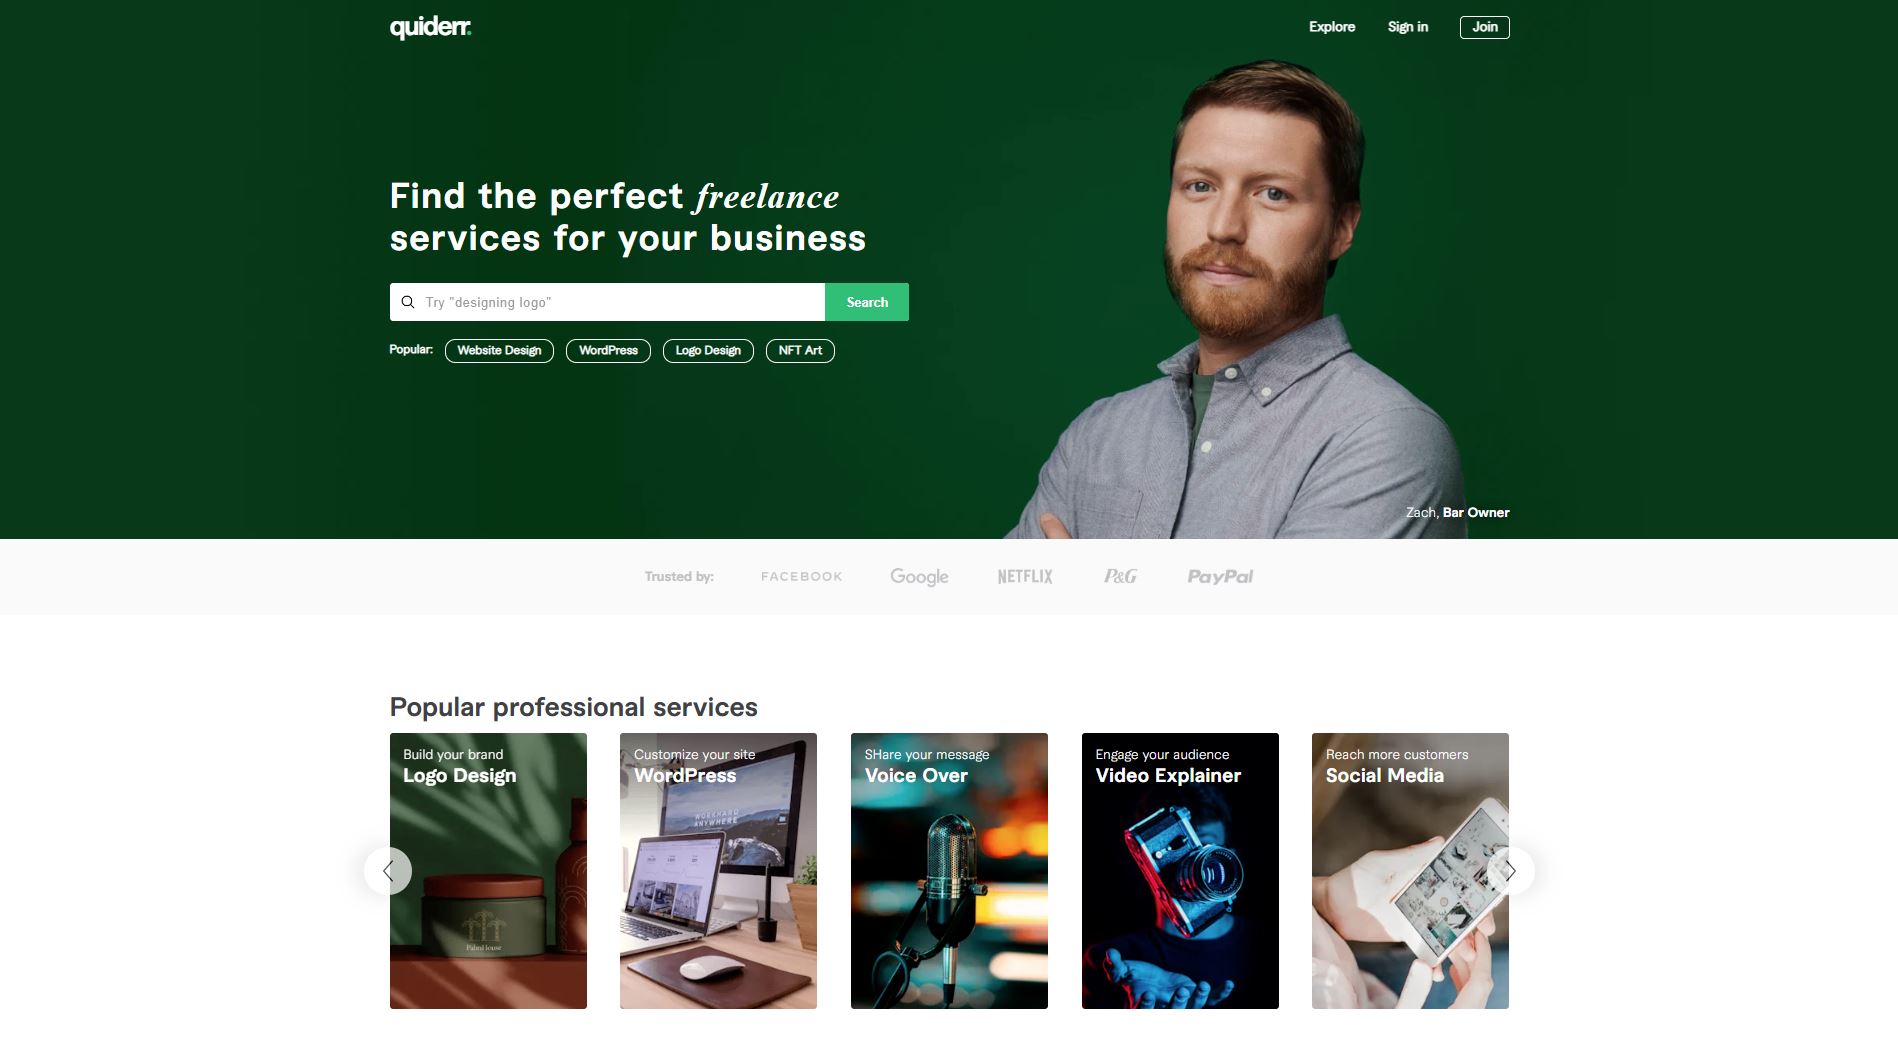 quiderr.
Explore
Sign in
Join
Find the perfect freelance
services for your business
Try "designing logo"
Search
Popular:
Website Design
WordPress
Logo Design
NFT Art
Zach, Bar Owner
Trusted by:
FACEBOOK
Google
NETFLIX
P&G
PayPal
Popular professional services
Build your brand
Logo Design
Customize your site
WordPress
WORKHARD
ANYWHERE
SHare your message
Voice Over
Engage your audience
Video Explainer
Reach more customers
Social Media